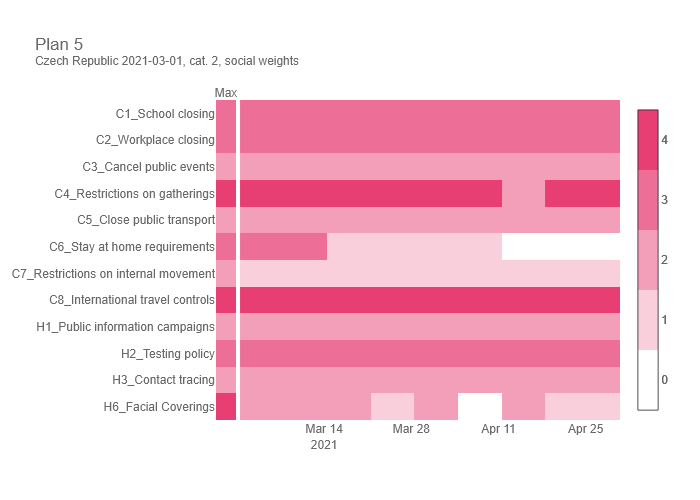 Plan 5
Czech Republic 2021-03-01, cat. 2, social weights
Max
C1_School closing
C2_Workplace closing
C3_Cancel public events
C4_Restrictions on gatherings
C5_Close public transport
C6_Stay at home requirements
C7_Restrictions on internal movement
C8_International travel controls
H1_Public information campaigns
H2_Testing policy
H3_Contact tracing
H6_Facial Coverings
Mar 14
2021
Mar 28
Apr 11
Apr 25
4
3
2
1
0